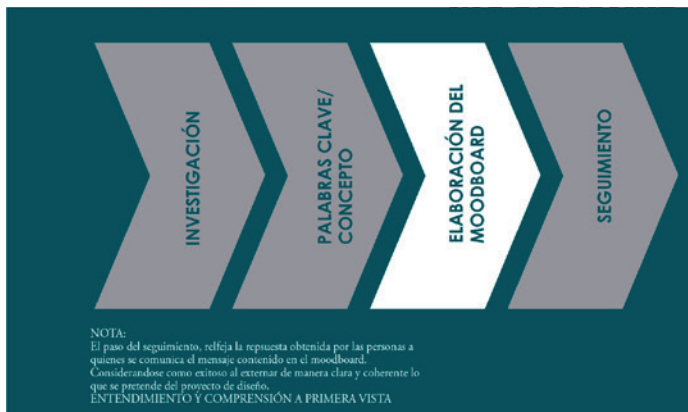 INVESTIGACIÓN
PALABRAS CLAVE/
CONCEPTO
ELABORACIÓN DEL
MOODBOARD
SEGUIMIENTO
NOTA:
El paso del seguimiento, relfeja la repsuesta obtenida por las personas a
quienes se comunica el mensaje contenido en el moodboard.
Considerandose como exitoso al externar de manera clara y coherente lo
que se pretende del proyecto de diseño.
ENTENDIMIENTO Y COMPRENSIÓN A PRIMERA VISTA